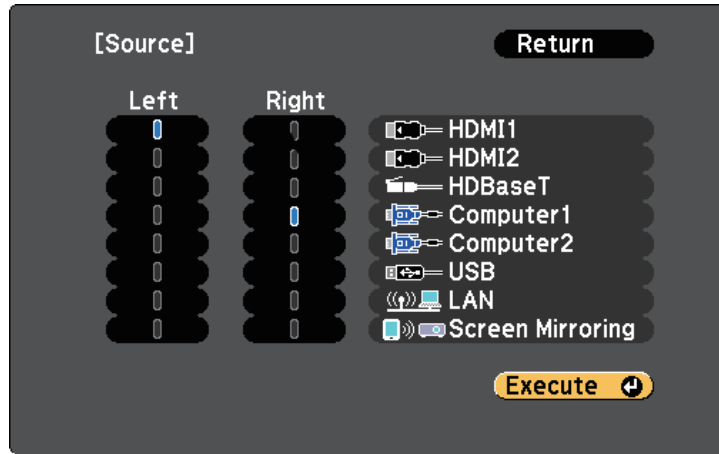 [Source] Return
Left Right
HDMI1
HDMI2
HDBaseT
Computer1
Computer2
USB
LAN
Screen Mirroring
Execute